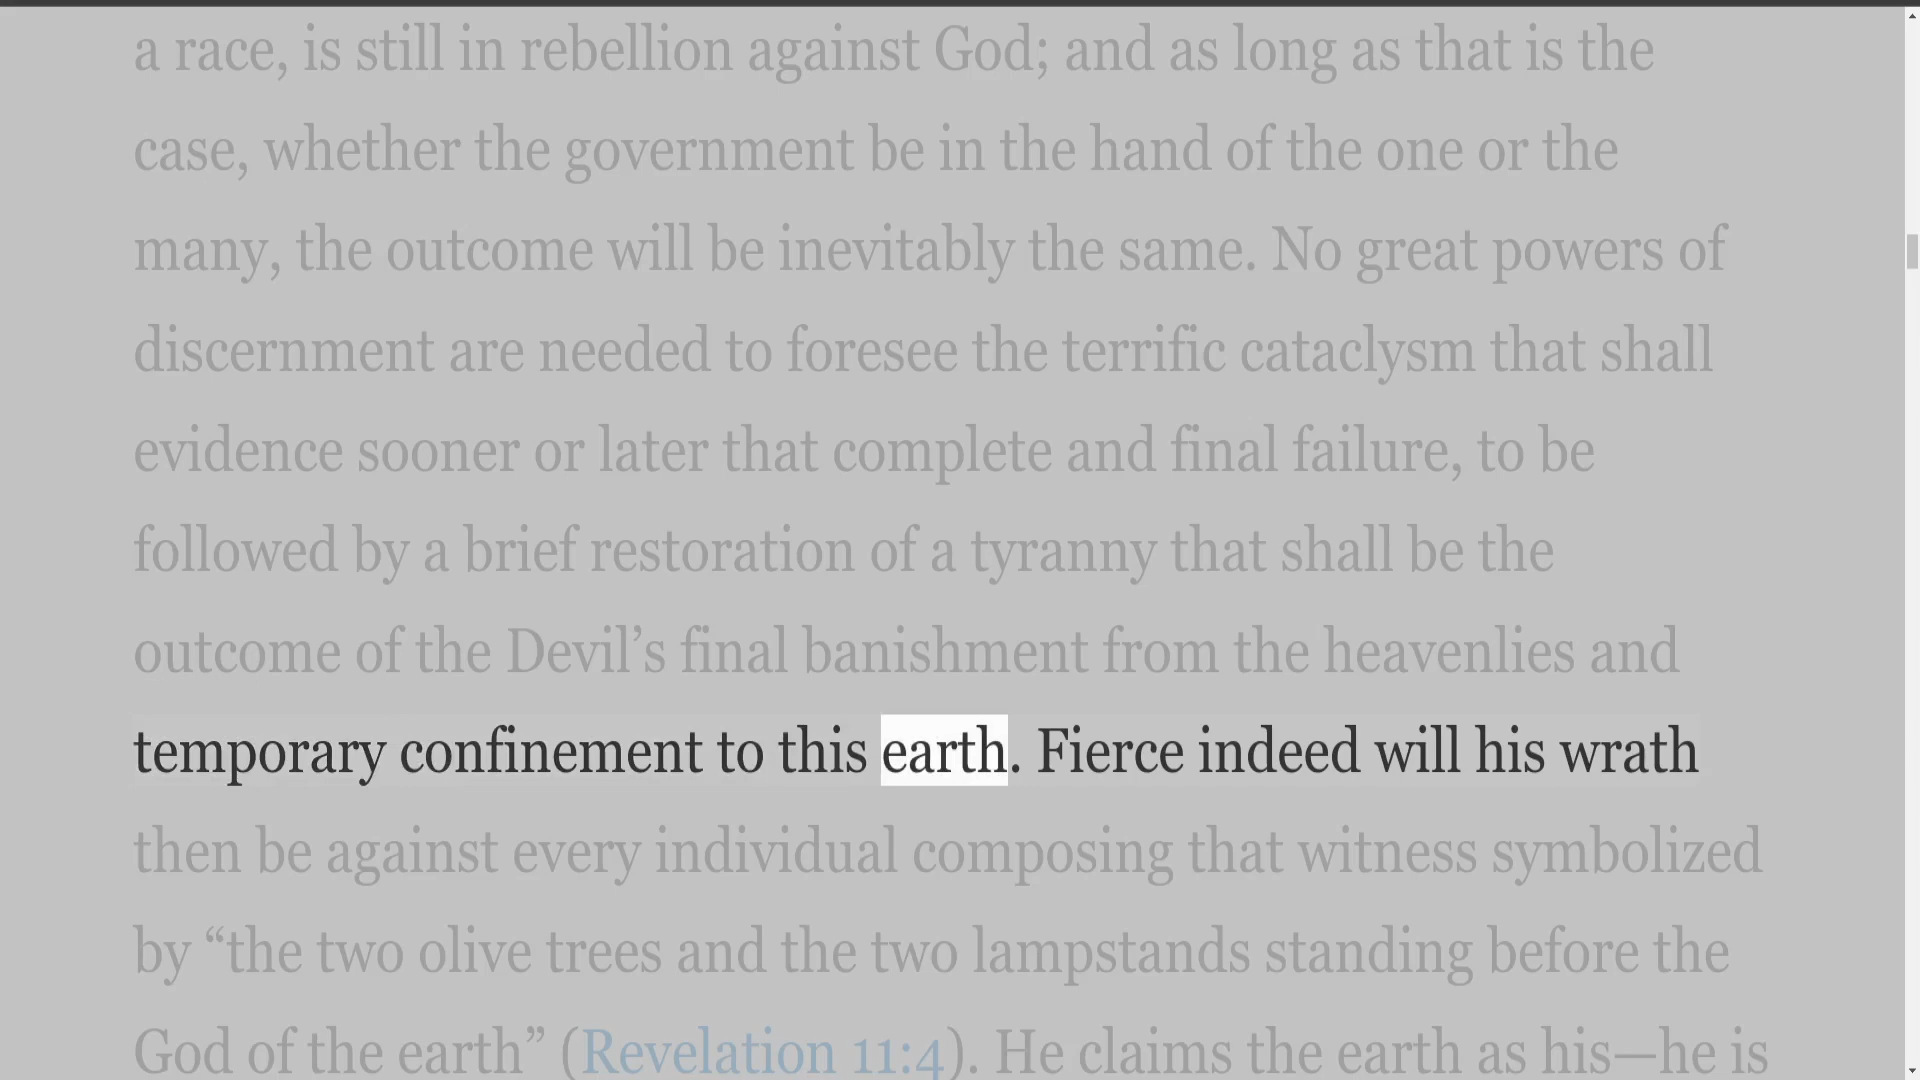 a race, is still in rebellion against God; and as long as that is the
case, whether the government be in the hand of the one or the
many, the outcome will be inevitably the same. No great powers of
discernment are needed to foresee the terrific cataclysm that shall
evidence sooner or later that complete and final failure, to be
followed by a brief restoration of a tyranny that shall be the
outcome of the Devil’s final banishment from the heavenlies and
temporary confinement to this earth. Fierce indeed will his wrath
then be against every individual composing that witness symbolized
by “the two olive trees and the two lampstands standing before the
God of the earth” (Revelation 11:4). He claims the earth as his—he is